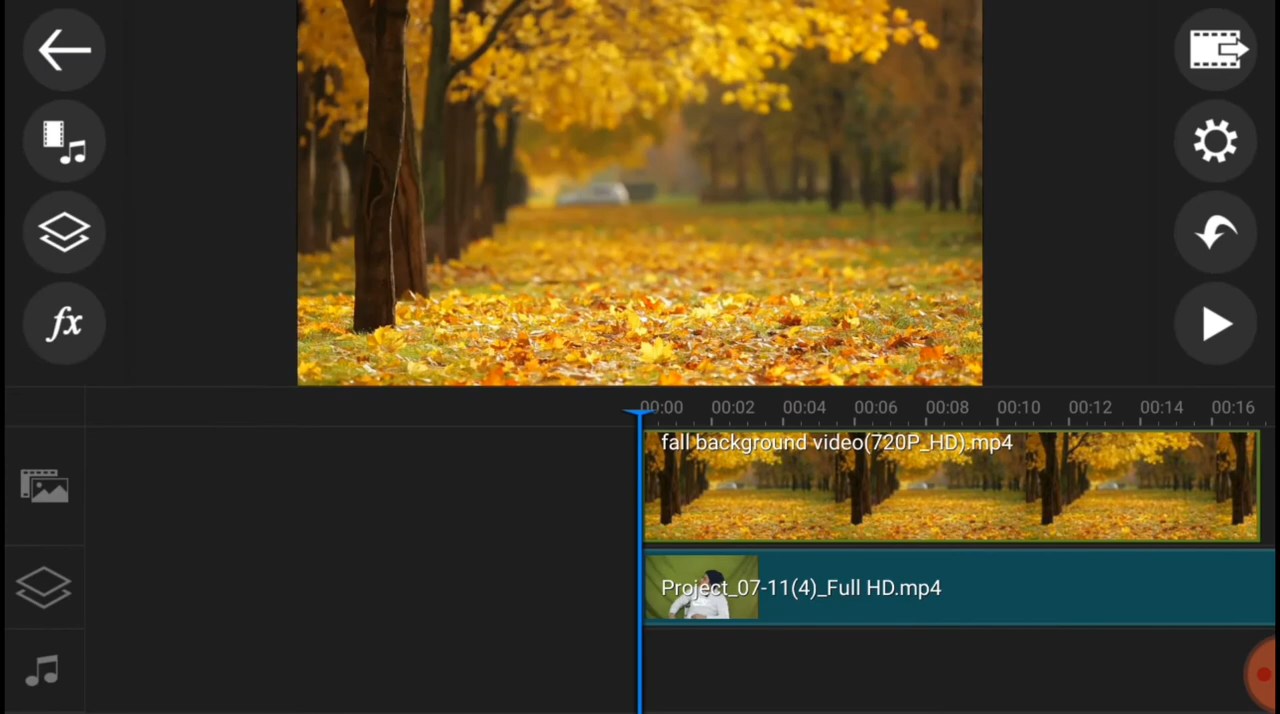 fx
00:00 00:02 00:04 00:06 00:08 00:10 00:12 00:14 00:16
fall background video(720P_HD).mp4
Project_07-11(4)_Full HD.mp4